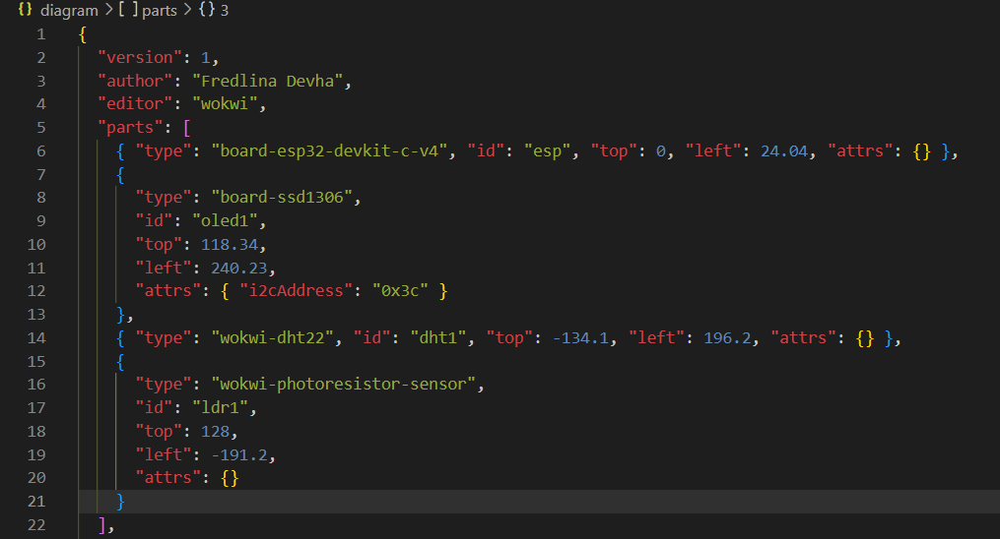 {} diagram > [ ] parts > {} 3
1 {
2 "version": 1,
3 "author": "Fredlina Devha",
4 "editor": "wokwi",
5 "parts": [
6 { "type": "board-esp32-devkit-c-v4", "id": "esp", "top": 0, "left": 24.04, "attrs": {} },
7 {
8 "type": "board-ssd1306",
9 "id": "oled1",
10 "top": 118.34,
11 "left": 240.23,
12 "attrs": { "i2cAddress": "0x3c" }
13 },
14 { "type": "wokwi-dht22", "id": "dht1", "top": -134.1, "left": 196.2, "attrs": {} },
15 {
16 "type": "wokwi-photoresistor-sensor",
17 "id": "ldr1",
18 "top": 128,
19 "left": -191.2,
20 "attrs": {}
21 }
22 ],